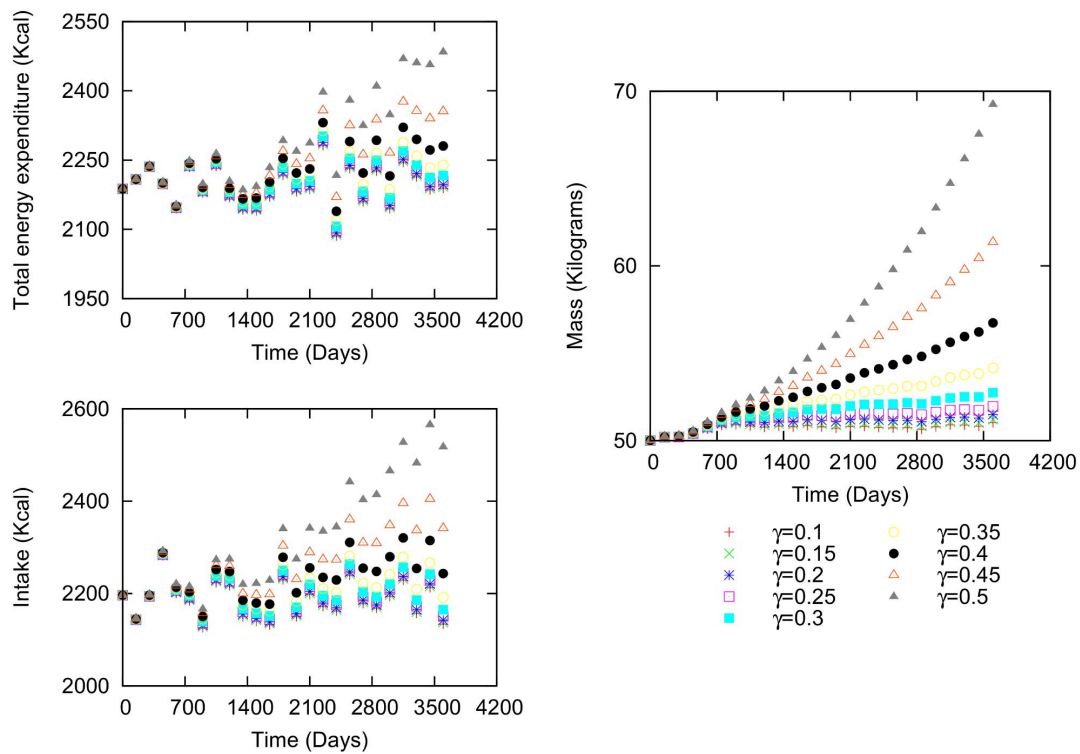 Total energy expenditure (Kcal)
2550
2400
2250
2100
1950
0 700 1400 2100 2800 3500 4200
Time (Days)
Intake (Kcal)
2600
2400
2200
2000
0 700 1400 2100 2800 3500 4200
Time (Days)
Mass (Kilograms)
70
60
50
0 700 1400 2100 2800 3500 4200
Time (Days)
γ=0.1
γ=0.15
γ=0.2
γ=0.25
γ=0.3
γ=0.35
γ=0.4
γ=0.45
γ=0.5